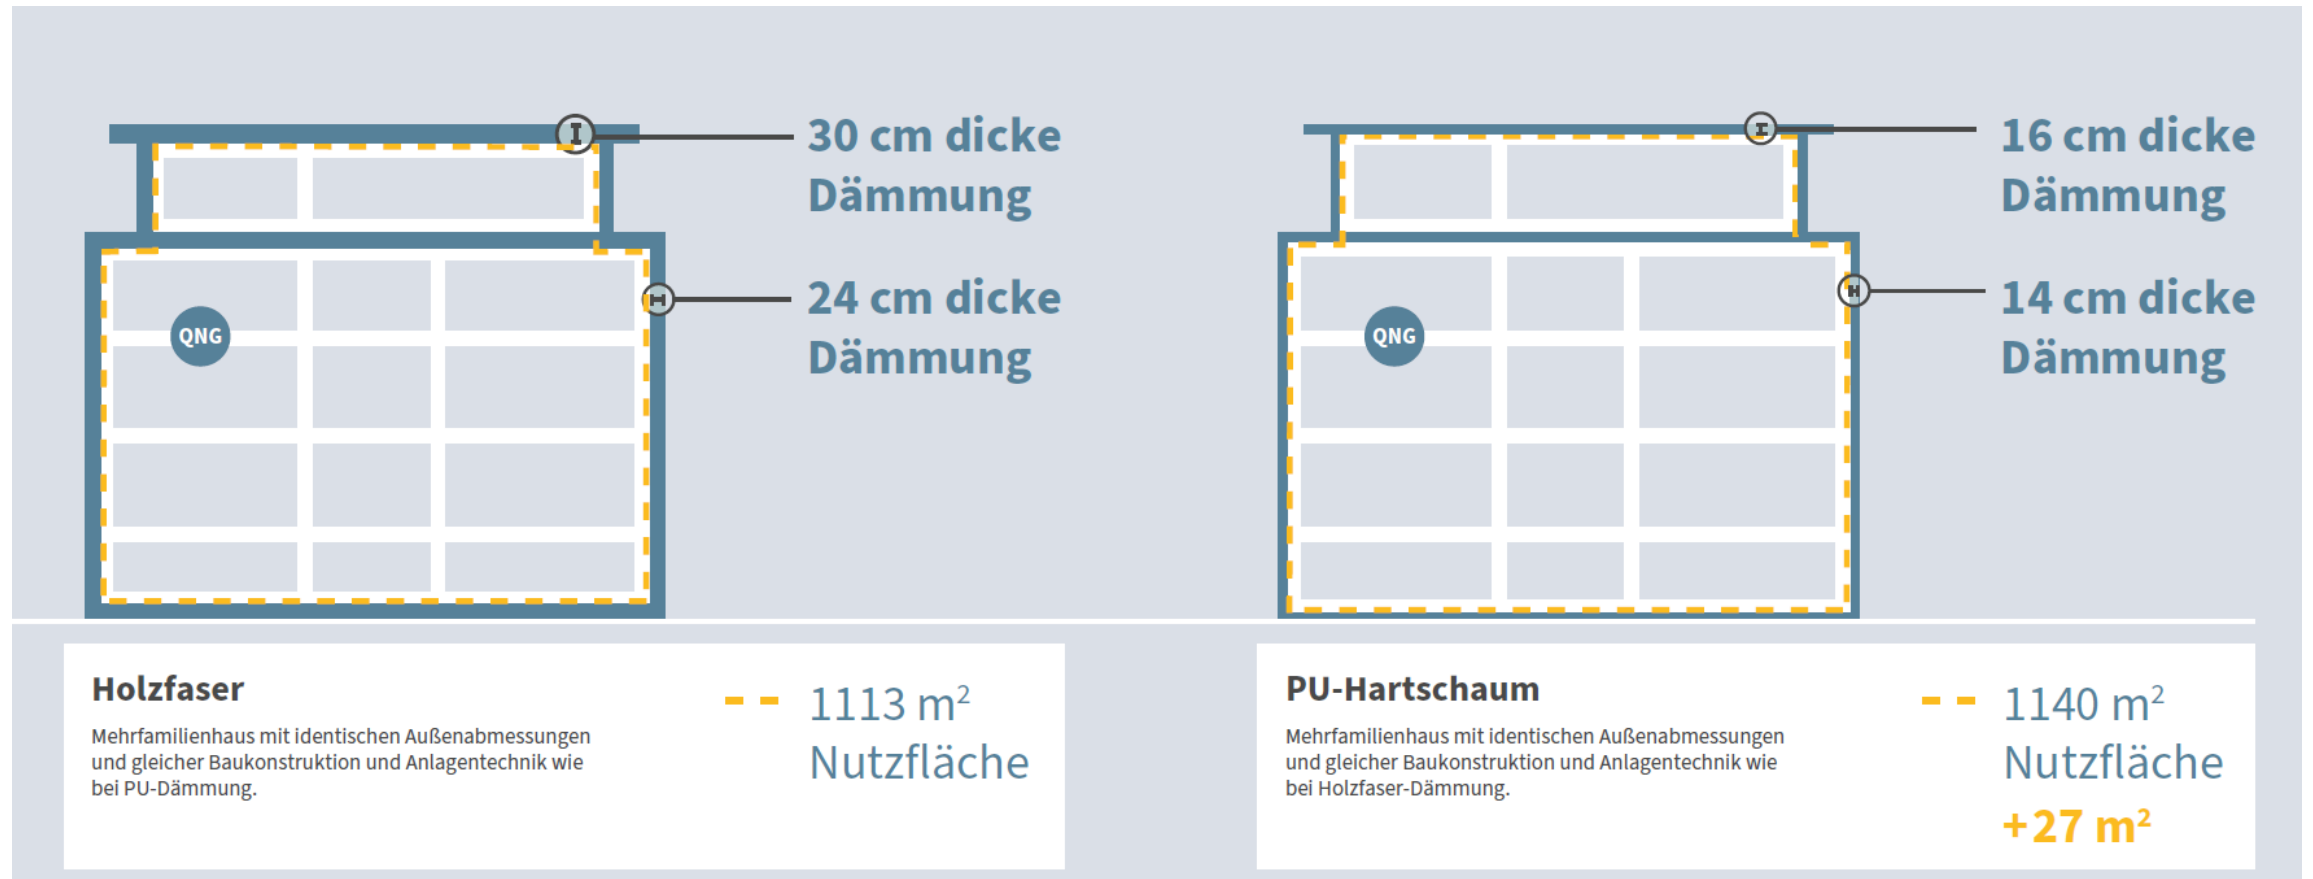 30 cm dicke
Dämmung
24 cm dicke
Dämmung
QNG
Holzfaser
Mehrfamilienhaus mit identischen Außenabmessungen
und gleicher Baukonstruktion und Anlagentechnik wie
bei PU-Dämmung.
1113 m²
Nutzfläche
16 cm dicke
Dämmung
14 cm dicke
Dämmung
QNG
PU-Hartschaum
Mehrfamilienhaus mit identischen Außenabmessungen
und gleicher Baukonstruktion und Anlagentechnik wie
bei Holzfaser-Dämmung.
1140 m²
Nutzfläche
+27 m²